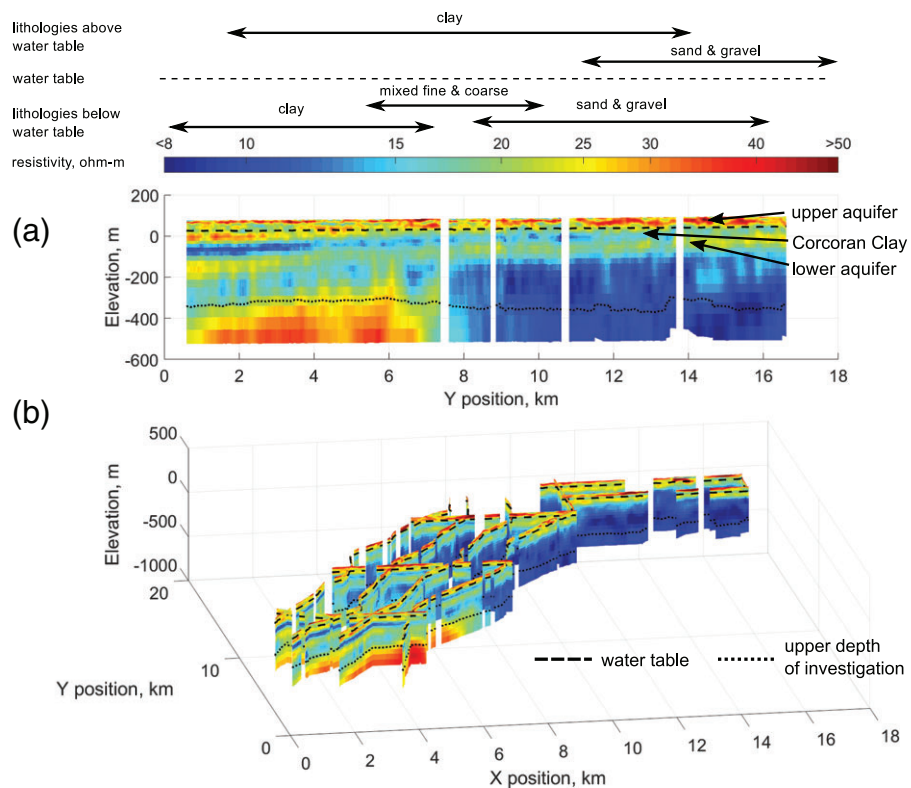 lithologies above
water table
clay
sand & gravel
water table
lithologies below
water table
clay
mixed fine & coarse
sand & gravel
resistivity, ohm-m
<8 10 15 20 25 30 40 >50
(a)
200
0
-200
-400
-600
Elevation, m
upper aquifer
Corcoran Clay
lower aquifer
0 2 4 6 8 10 12 14 16 18
Y position, km
(b)
500
0
-500
-1000
Elevation, m
20
10
0
Y position, km
water table
upper depth
of investigation
0 2 4 6 8 10 12 14 16 18
X position, km